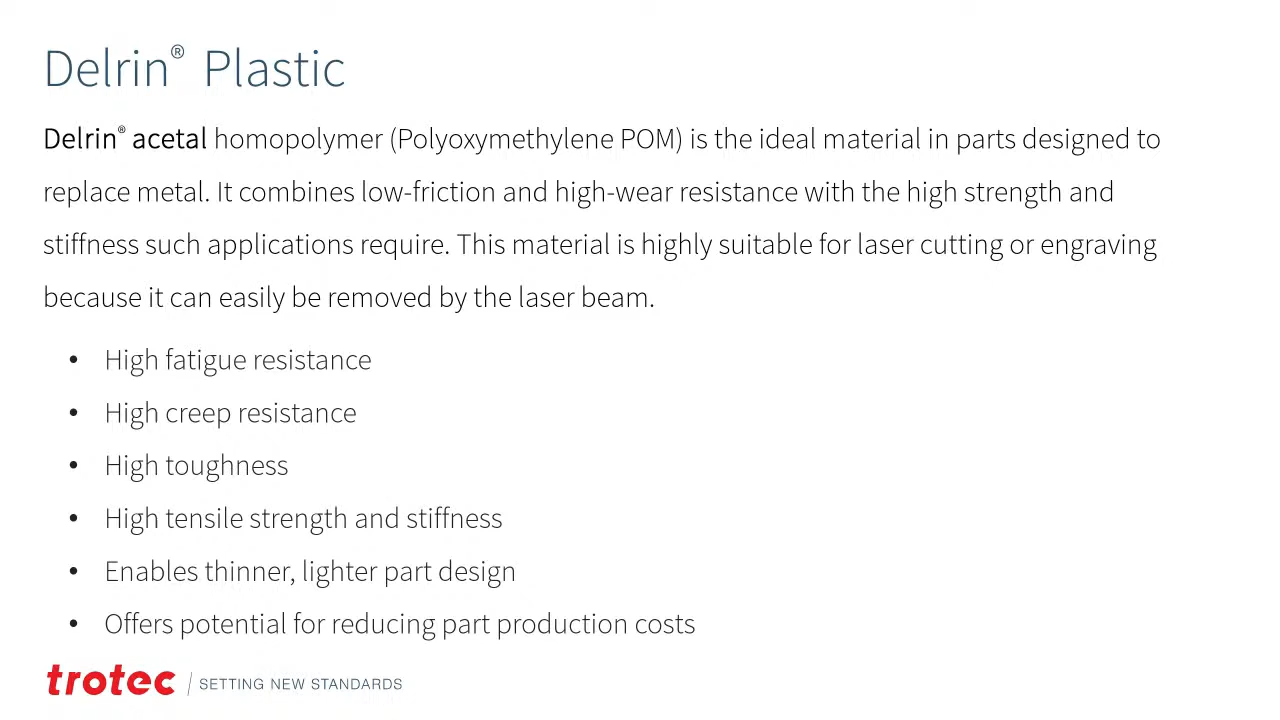 Delrin® Plastic
Delrin® acetal homopolymer (Polyoxymethylene POM) is the ideal material in parts designed to
replace metal. It combines low-friction and high-wear resistance with the high strength and
stiffness such applications require. This material is highly suitable for laser cutting or engraving
because it can easily be removed by the laser beam.
• High fatigue resistance
• High creep resistance
• High toughness
• High tensile strength and stiffness
• Enables thinner, lighter part design
• Offers potential for reducing part production costs
trotec / SETTING NEW STANDARDS